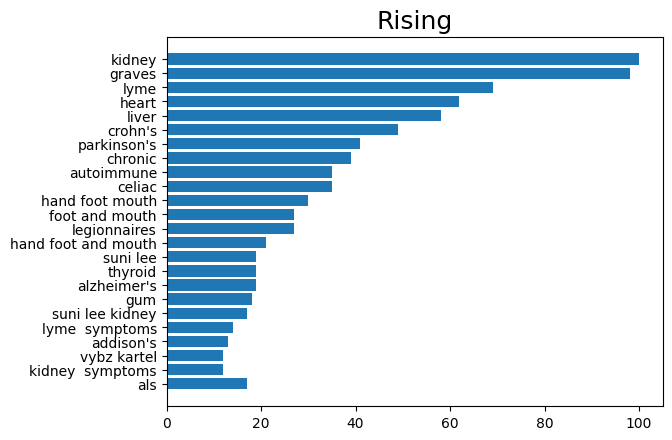 Rising
kidney
graves
lyme
heart
liver
crohn's
parkinson's
chronic
autoimmune
celiac
hand foot mouth
foot and mouth
legionnaires
hand foot and mouth
suni lee
thyroid
alzheimer's
gum
suni lee kidney
lyme  symptoms
addison's
vybz kartel
kidney  symptoms
als
0 20 40 60 80 100